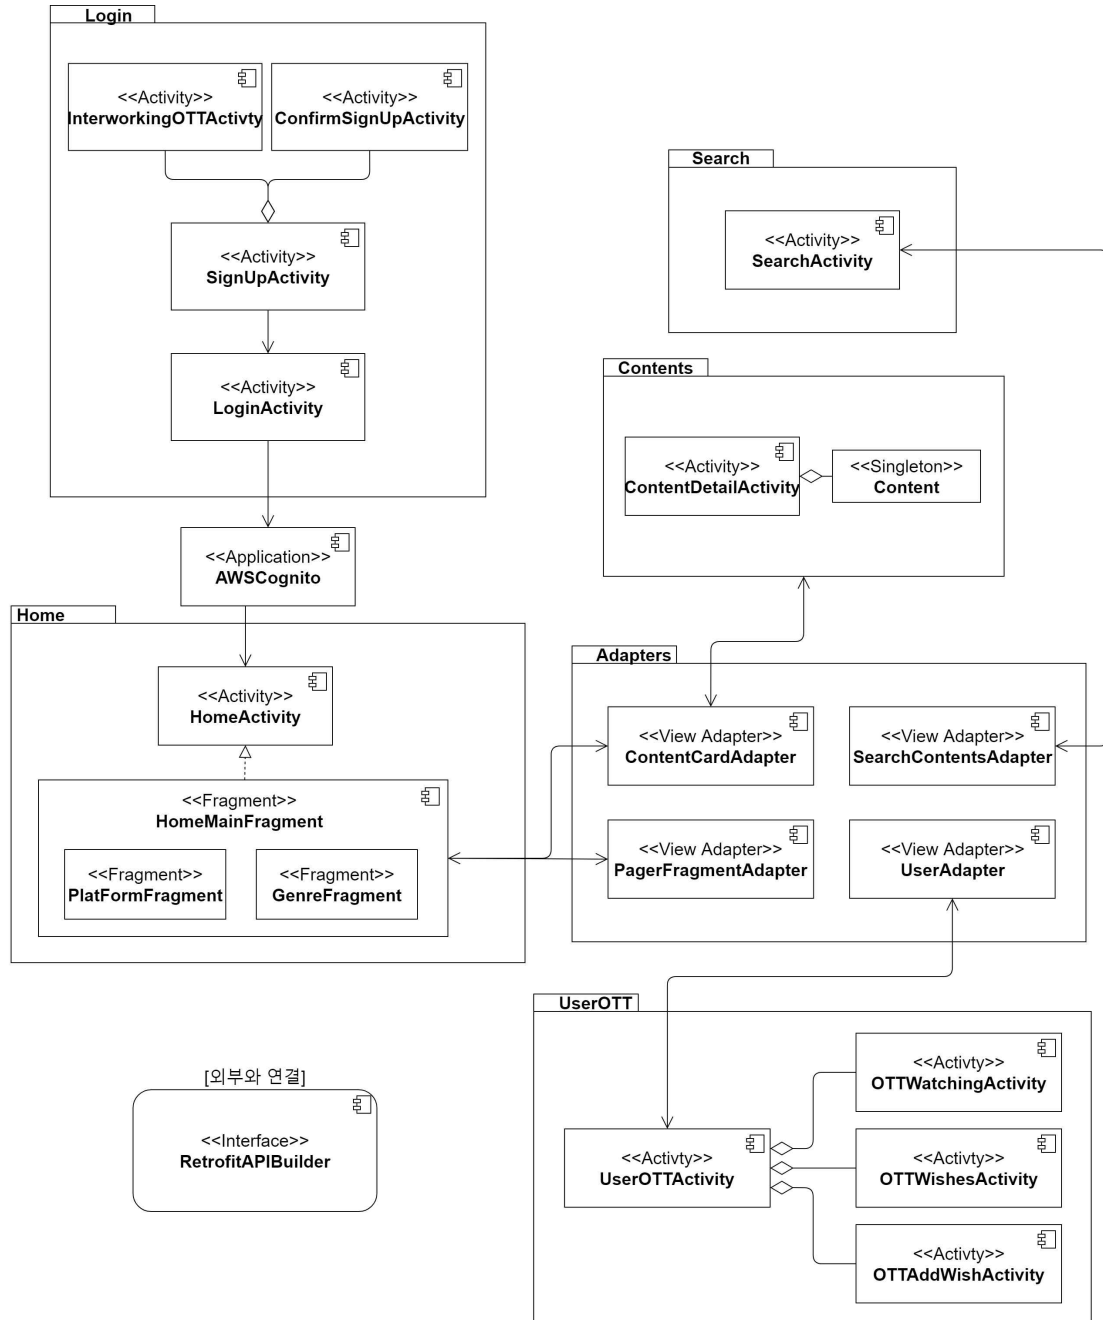 Login
<<Activity>>
InterworkingOTTActivty
<<Activity>>
ConfirmSignUpActivity
<<Activity>>
SignUpActivity
<<Activity>>
LoginActivity
<<Application>>
AWSCognito
Home
<<Activity>>
HomeActivity
<<Fragment>>
HomeMainFragment
<<Fragment>>
PlatFormFragment
<<Fragment>>
GenreFragment
[외부와 연결]
<<Interface>>
RetrofitAPIBuilder
Search
<<Activity>>
SearchActivity
Contents
<<Activity>>
ContentDetailActivity
<<Singleton>>
Content
Adapters
<<View Adapter>>
ContentCardAdapter
<<View Adapter>>
SearchContentsAdapter
<<View Adapter>>
PagerFragmentAdapter
<<View Adapter>>
UserAdapter
UserOTT
<<Activty>>
UserOTTActivity
<<Activty>>
OTTWatchingActivity
<<Activty>>
OTTWishesActivity
<<Activty>>
OTTAddWishActivity